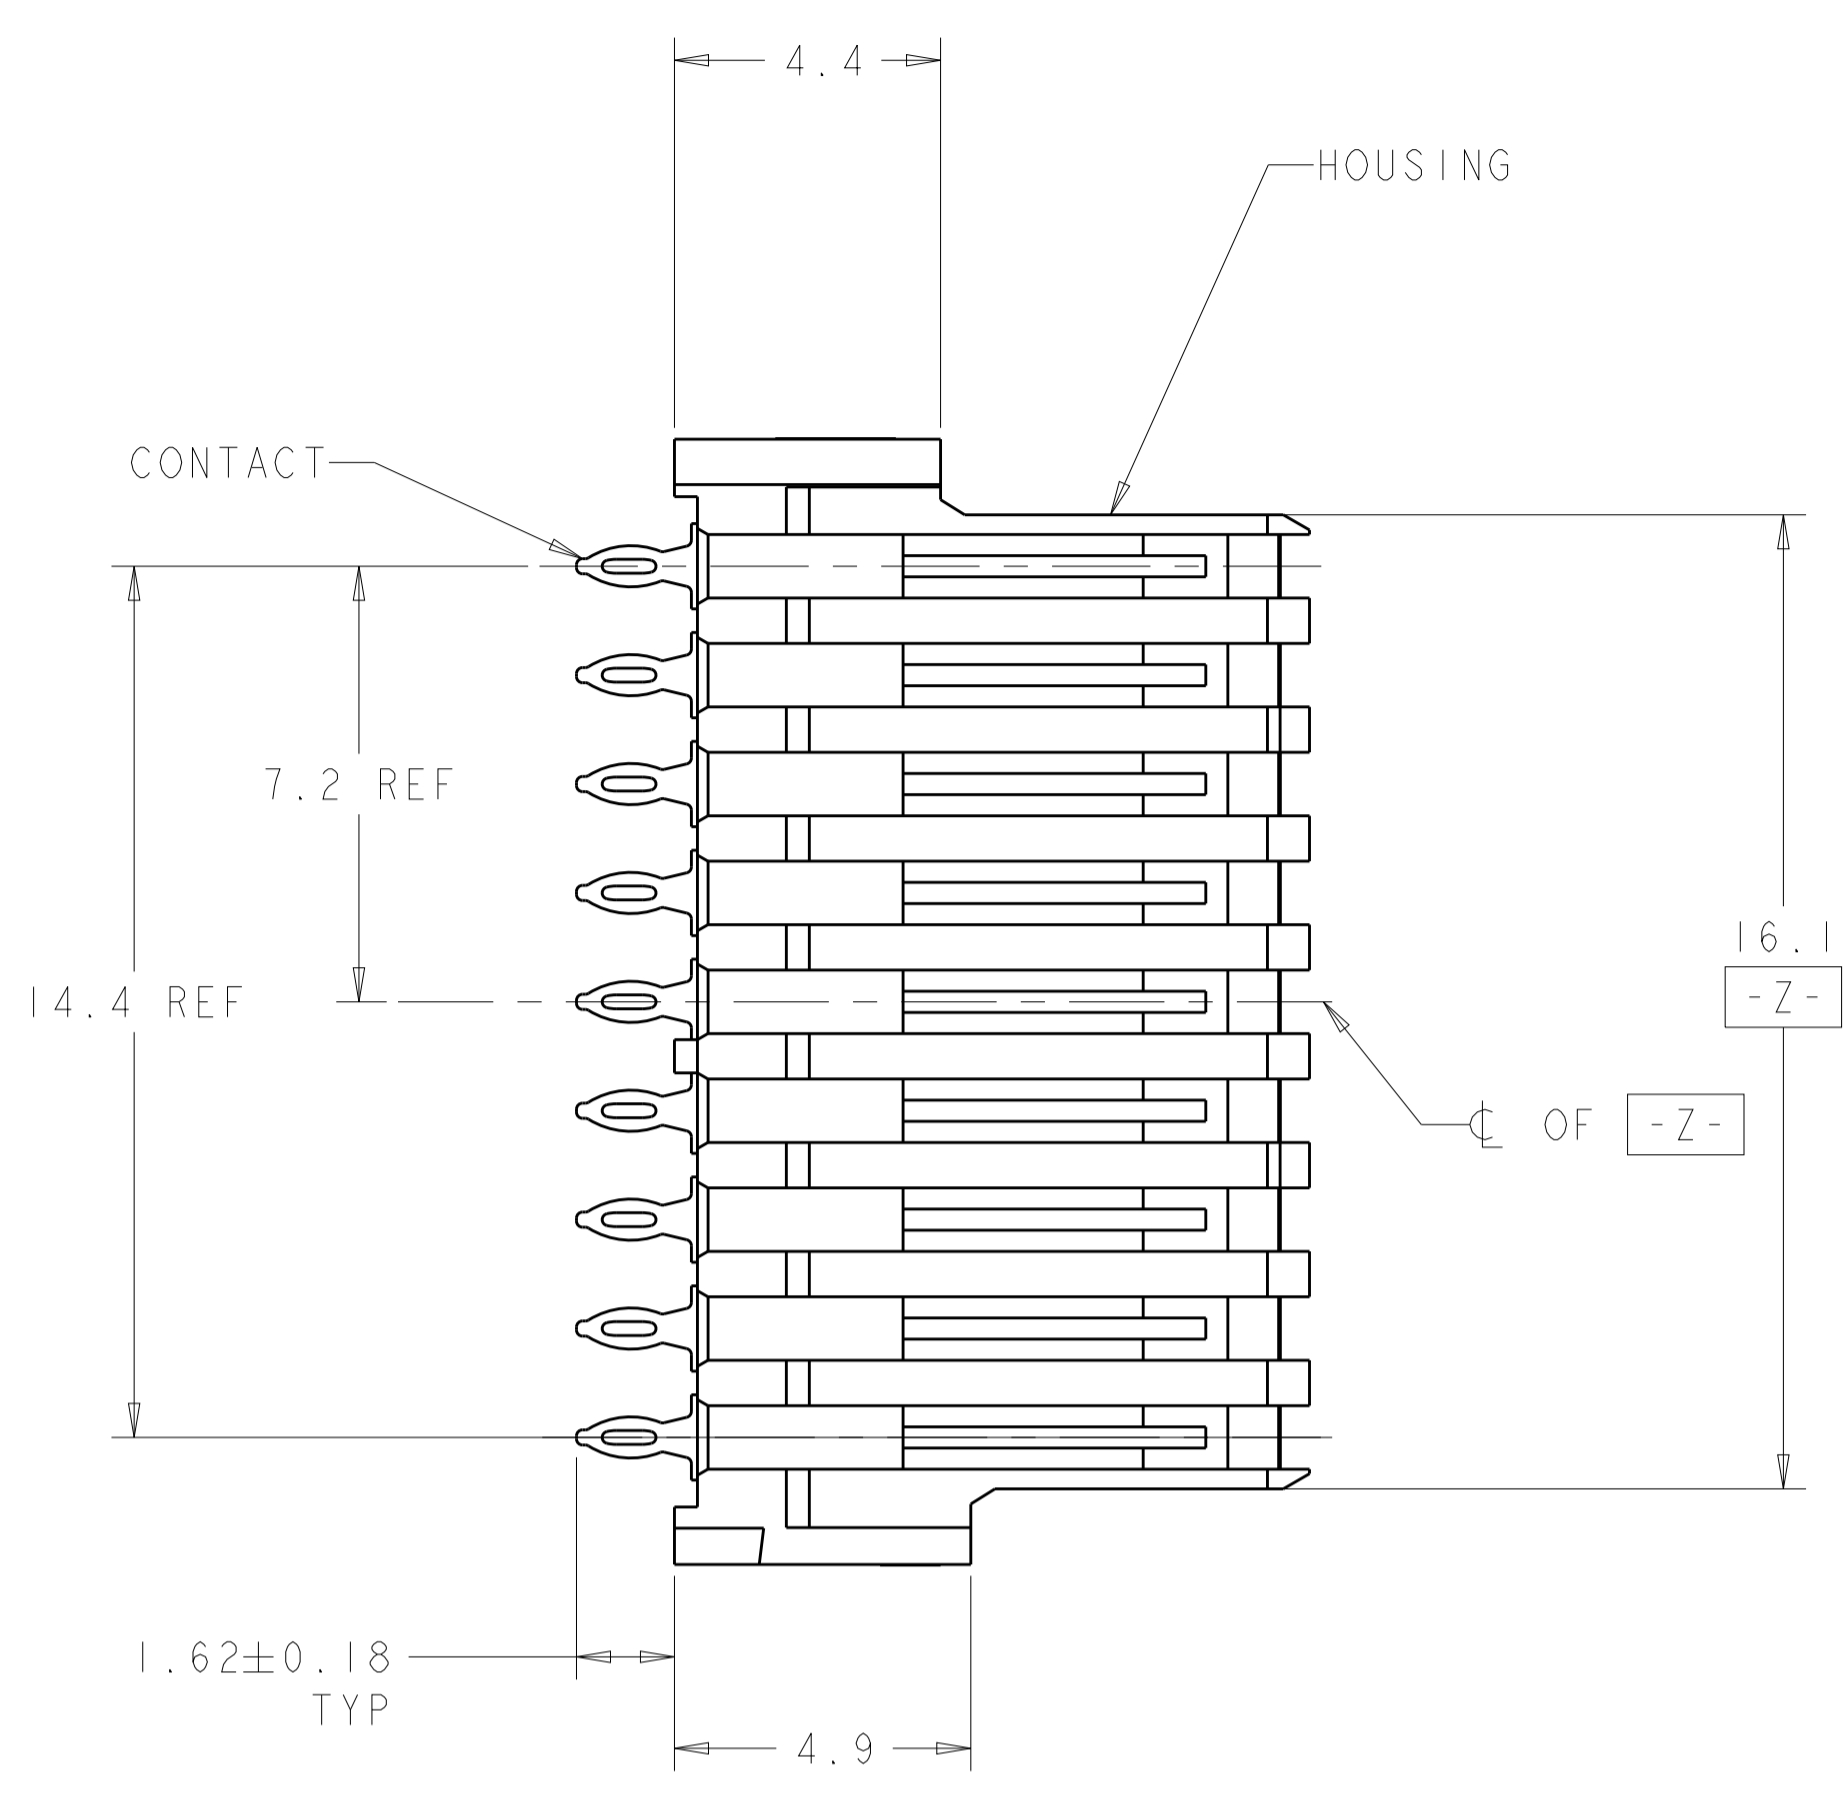 4.4
HOUSING
CONTACT
7.2 REF
14.4 REF
16.1
-Z-
℄ OF -Z-
1.62±0.18
TYP
4.9